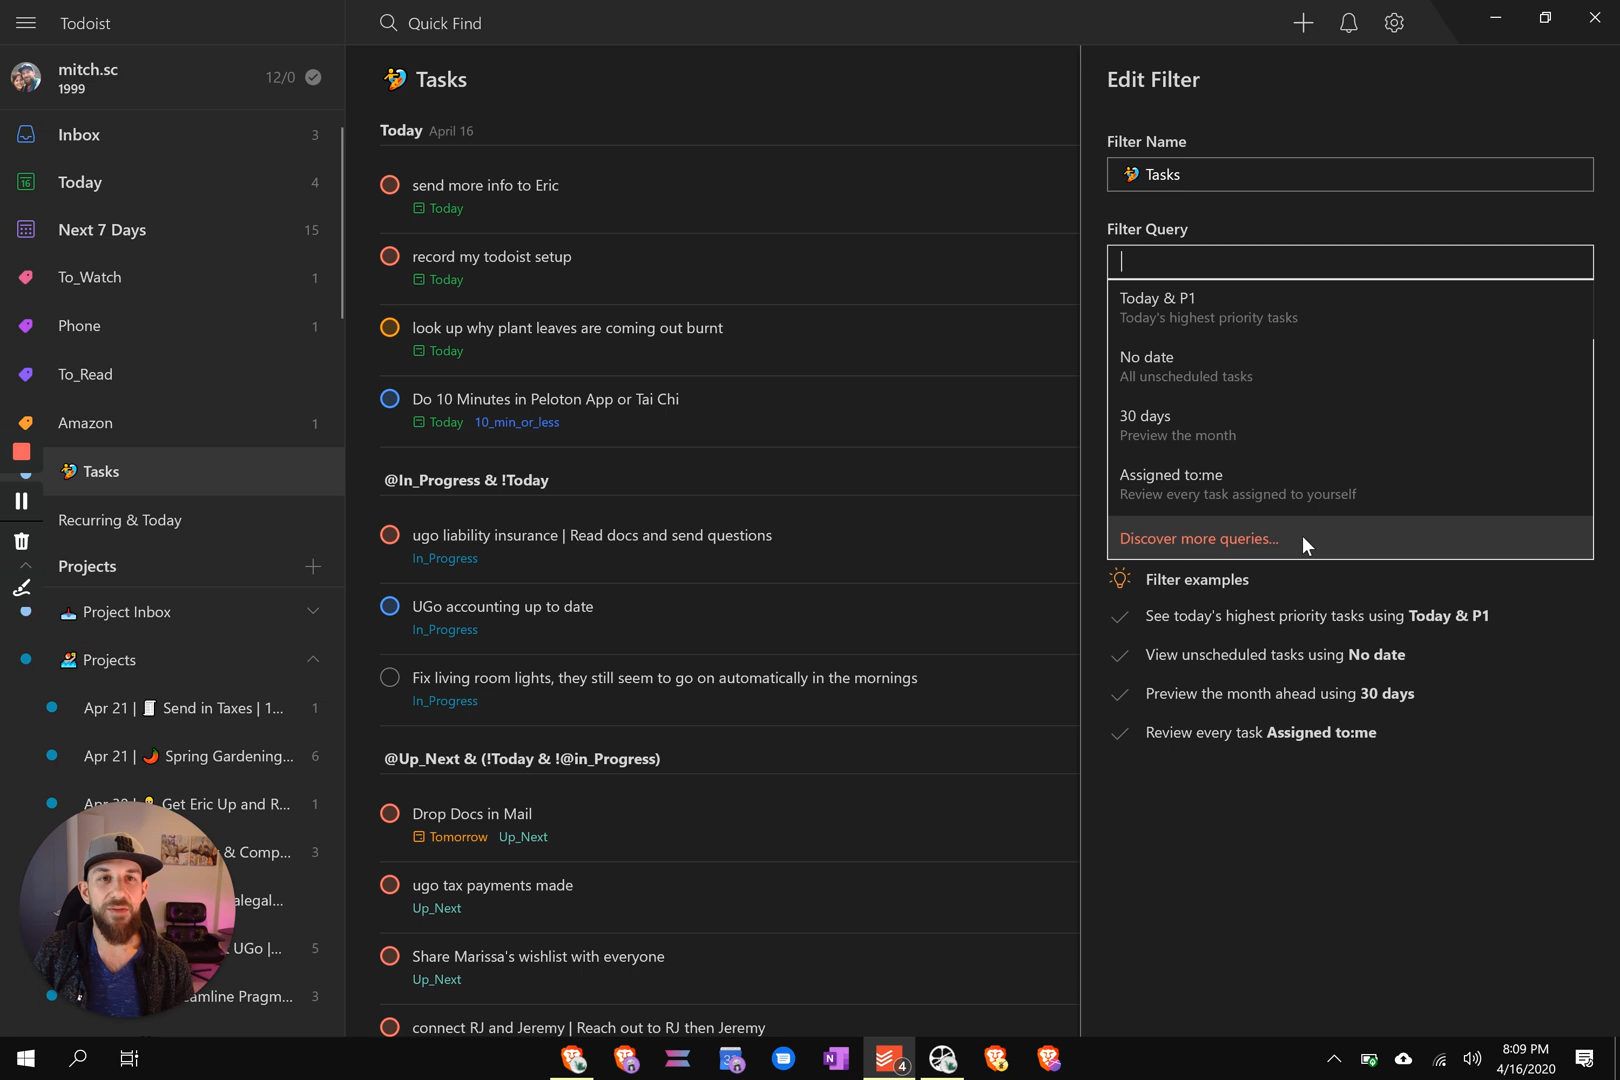 Todoist
Quick Find
mitch.sc
1999
12/0
Inbox 3
Today 4
16
Next 7 Days 15
To_Watch 1
Phone 1
To_Read
Amazon 1
Tasks
Recurring & Today
Projects
Project Inbox
Projects
Apr 21 | Send in Taxes | 1... 1
Apr 21 | Spring Gardening... 6
Get Eric Up and R... 1
& Comp... 3
alegal...
UGo |... 5
amline Pragm... 3
Tasks
Today April 16
send more info to Eric
Today
record my todoist setup
Today
look up why plant leaves are coming out burnt
Today
Do 10 Minutes in Peloton App or Tai Chi
Today 10_min_or_less
@In_Progress & !Today
ugo liability insurance | Read docs and send questions
In_Progress
UGo accounting up to date
In_Progress
Fix living room lights, they still seem to go on automatically in the mornings
In_Progress
@Up_Next & (!Today & !@in_Progress)
Drop Docs in Mail
Tomorrow Up_Next
ugo tax payments made
Up_Next
Share Marissa's wishlist with everyone
Up_Next
connect RJ and Jeremy | Reach out to RJ then Jeremy
Edit Filter
Filter Name
Tasks
Filter Query
Today & P1
Today's highest priority tasks
No date
All unscheduled tasks
30 days
Preview the month
Assigned to:me
Review every task assigned to yourself
Discover more queries...
Filter examples
See today's highest priority tasks using Today & P1
View unscheduled tasks using No date
Preview the month ahead using 30 days
Review every task Assigned to:me
4
8:09 PM
4/16/2020